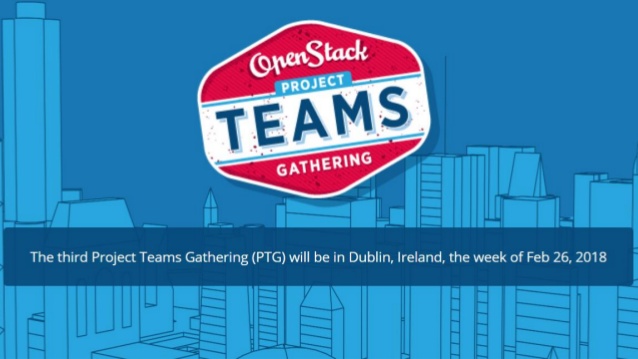 OpenStack
PROJECT
TEAMS
GATHERING
The third Project Teams Gathering (PTG) will be in Dublin, Ireland, the week of Feb 26, 2018